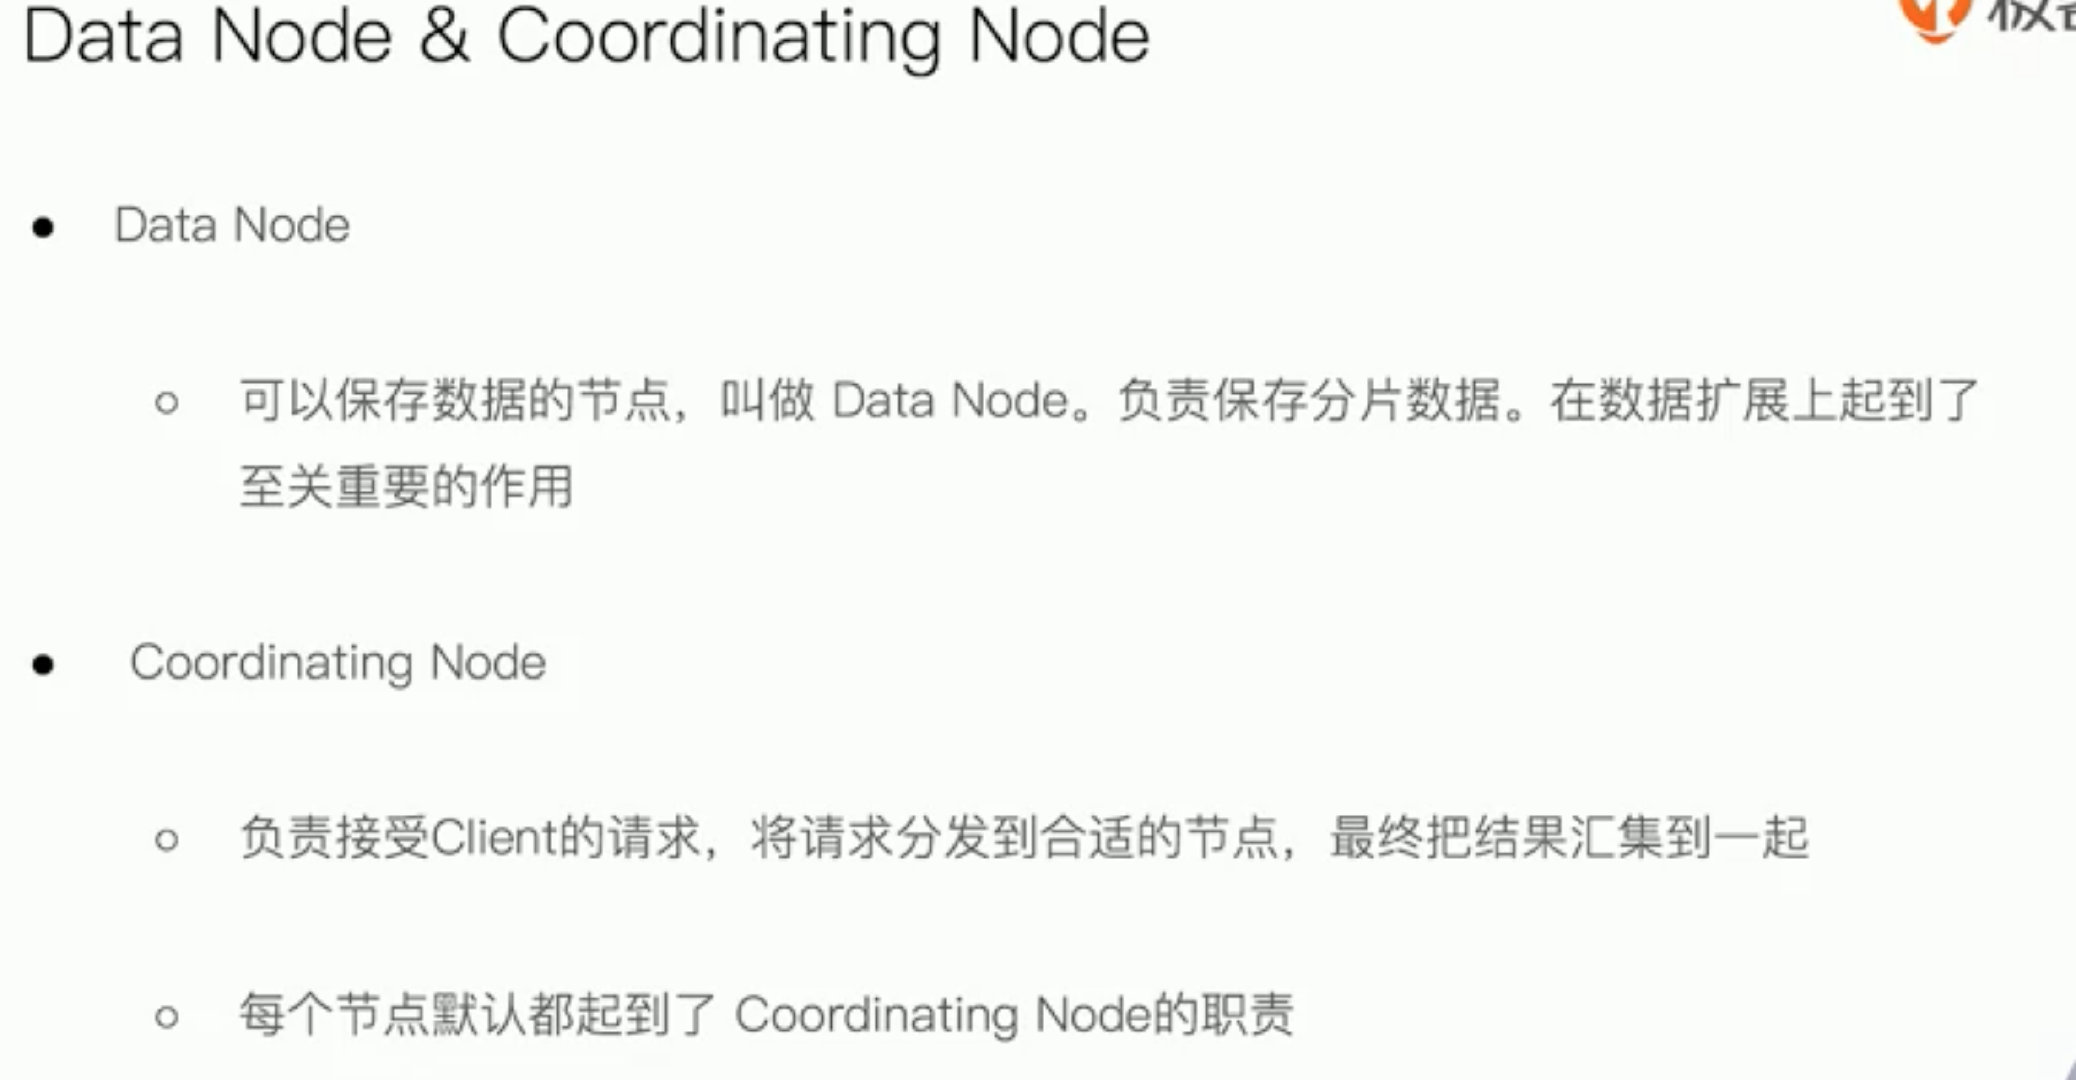 Data Node & Coordinating Node
Data Node
可以保存数据的节点，叫做 Data Node。负责保存分片数据。在数据扩展上起到了
至关重要的作用
Coordinating Node
负责接受Client的请求，将请求分发到合适的节点，最终把结果汇集到一起
每个节点默认都起到了 Coordinating Node的职责